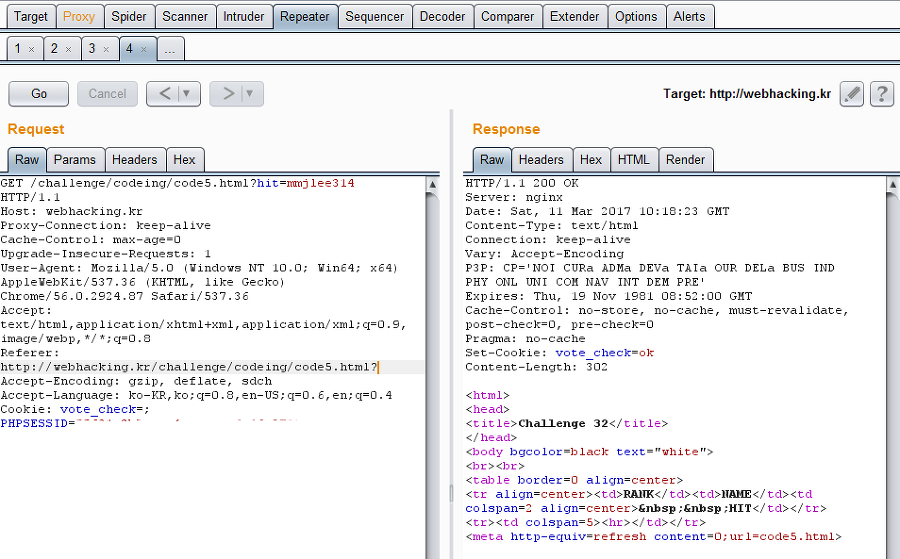 Target Proxy Spider Scanner Intruder Repeater Sequencer Decoder Comparer Extender Options Alerts
1 × 2 × 3 × 4 × ...
Go Cancel < ▼ > ▼ Target: http://webhacking.kr ?
Request
Raw Params Headers Hex
GET /challenge/codeing/code5.html?hit=mmjlee314
HTTP/1.1
Host: webhacking.kr
Proxy-Connection: keep-alive
Cache-Control: max-age=0
Upgrade-Insecure-Requests: 1
User-Agent: Mozilla/5.0 (Windows NT 10.0; Win64; x64)
AppleWebKit/537.36 (KHTML, like Gecko)
Chrome/56.0.2924.87 Safari/537.36
Accept:
text/html,application/xhtml+xml,application/xml;q=0.9,
image/webp,*/*;q=0.8
Referer:
http://webhacking.kr/challenge/codeing/code5.html?
Accept-Encoding: gzip, deflate, sdch
Accept-Language: ko-KR,ko;q=0.8,en-US;q=0.6,en;q=0.4
Cookie: vote_check=;
PHPSESSID=
Response
Raw Headers Hex HTML Render
HTTP/1.1 200 OK
Server: nginx
Date: Sat, 11 Mar 2017 10:18:23 GMT
Content-Type: text/html
Connection: keep-alive
Vary: Accept-Encoding
P3P: CP='NOI CURa ADMa DEVa TAIa OUR DELa BUS IND
PHY ONL UNI COM NAV INT DEM PRE'
Expires: Thu, 19 Nov 1981 08:52:00 GMT
Cache-Control: no-store, no-cache, must-revalidate,
post-check=0, pre-check=0
Pragma: no-cache
Set-Cookie: vote_check=ok
Content-Length: 302
<html>
<head>
<title>Challenge 32</title>
</head>
<body bgcolor=black text="white">
<br><br>
<table border=0 align=center>
<tr align=center><td>RANK</td><td>NAME</td><td
colspan=2 align=center>&nbsp;&nbsp;HIT</td></tr>
<tr><td colspan=5><hr></td></tr>
<meta http-equiv=refresh content=0;url=code5.html>